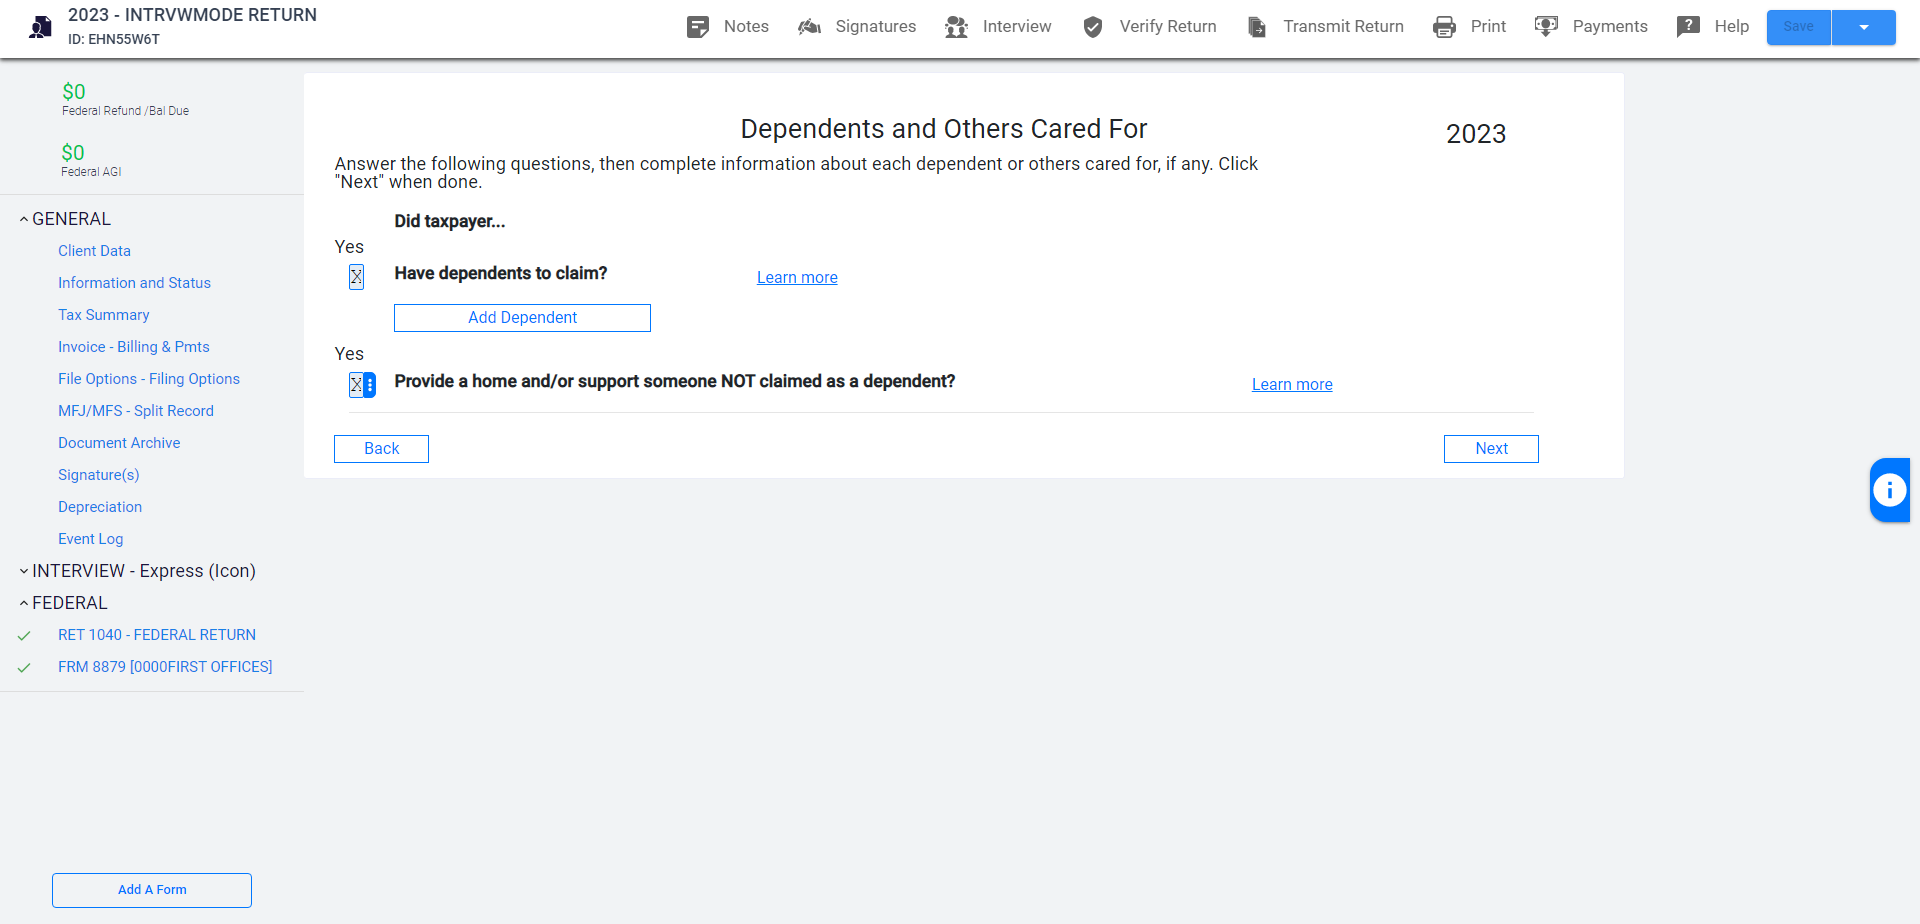 2023 - INTRVWMODE RETURN
ID: EHN55W6T
Notes
Signatures
Interview
Verify Return
Transmit Return
Print
Payments
Help
Save
$0
Federal Refund /Bal Due
$0
Federal AGI
GENERAL
Client Data
Information and Status
Tax Summary
Invoice - Billing & Pmts
File Options - Filing Options
MFJ/MFS - Split Record
Document Archive
Signature(s)
Depreciation
Event Log
INTERVIEW - Express (Icon)
FEDERAL
RET 1040 - FEDERAL RETURN
FRM 8879 [0000FIRST OFFICES]
Add A Form
Dependents and Others Cared For
2023
Answer the following questions, then complete information about each dependent or others cared for, if any. Click
"Next" when done.
Did taxpayer...
Yes
X Have dependents to claim? Learn more
Add Dependent
Yes
X Provide a home and/or support someone NOT claimed as a dependent? Learn more
Back
Next